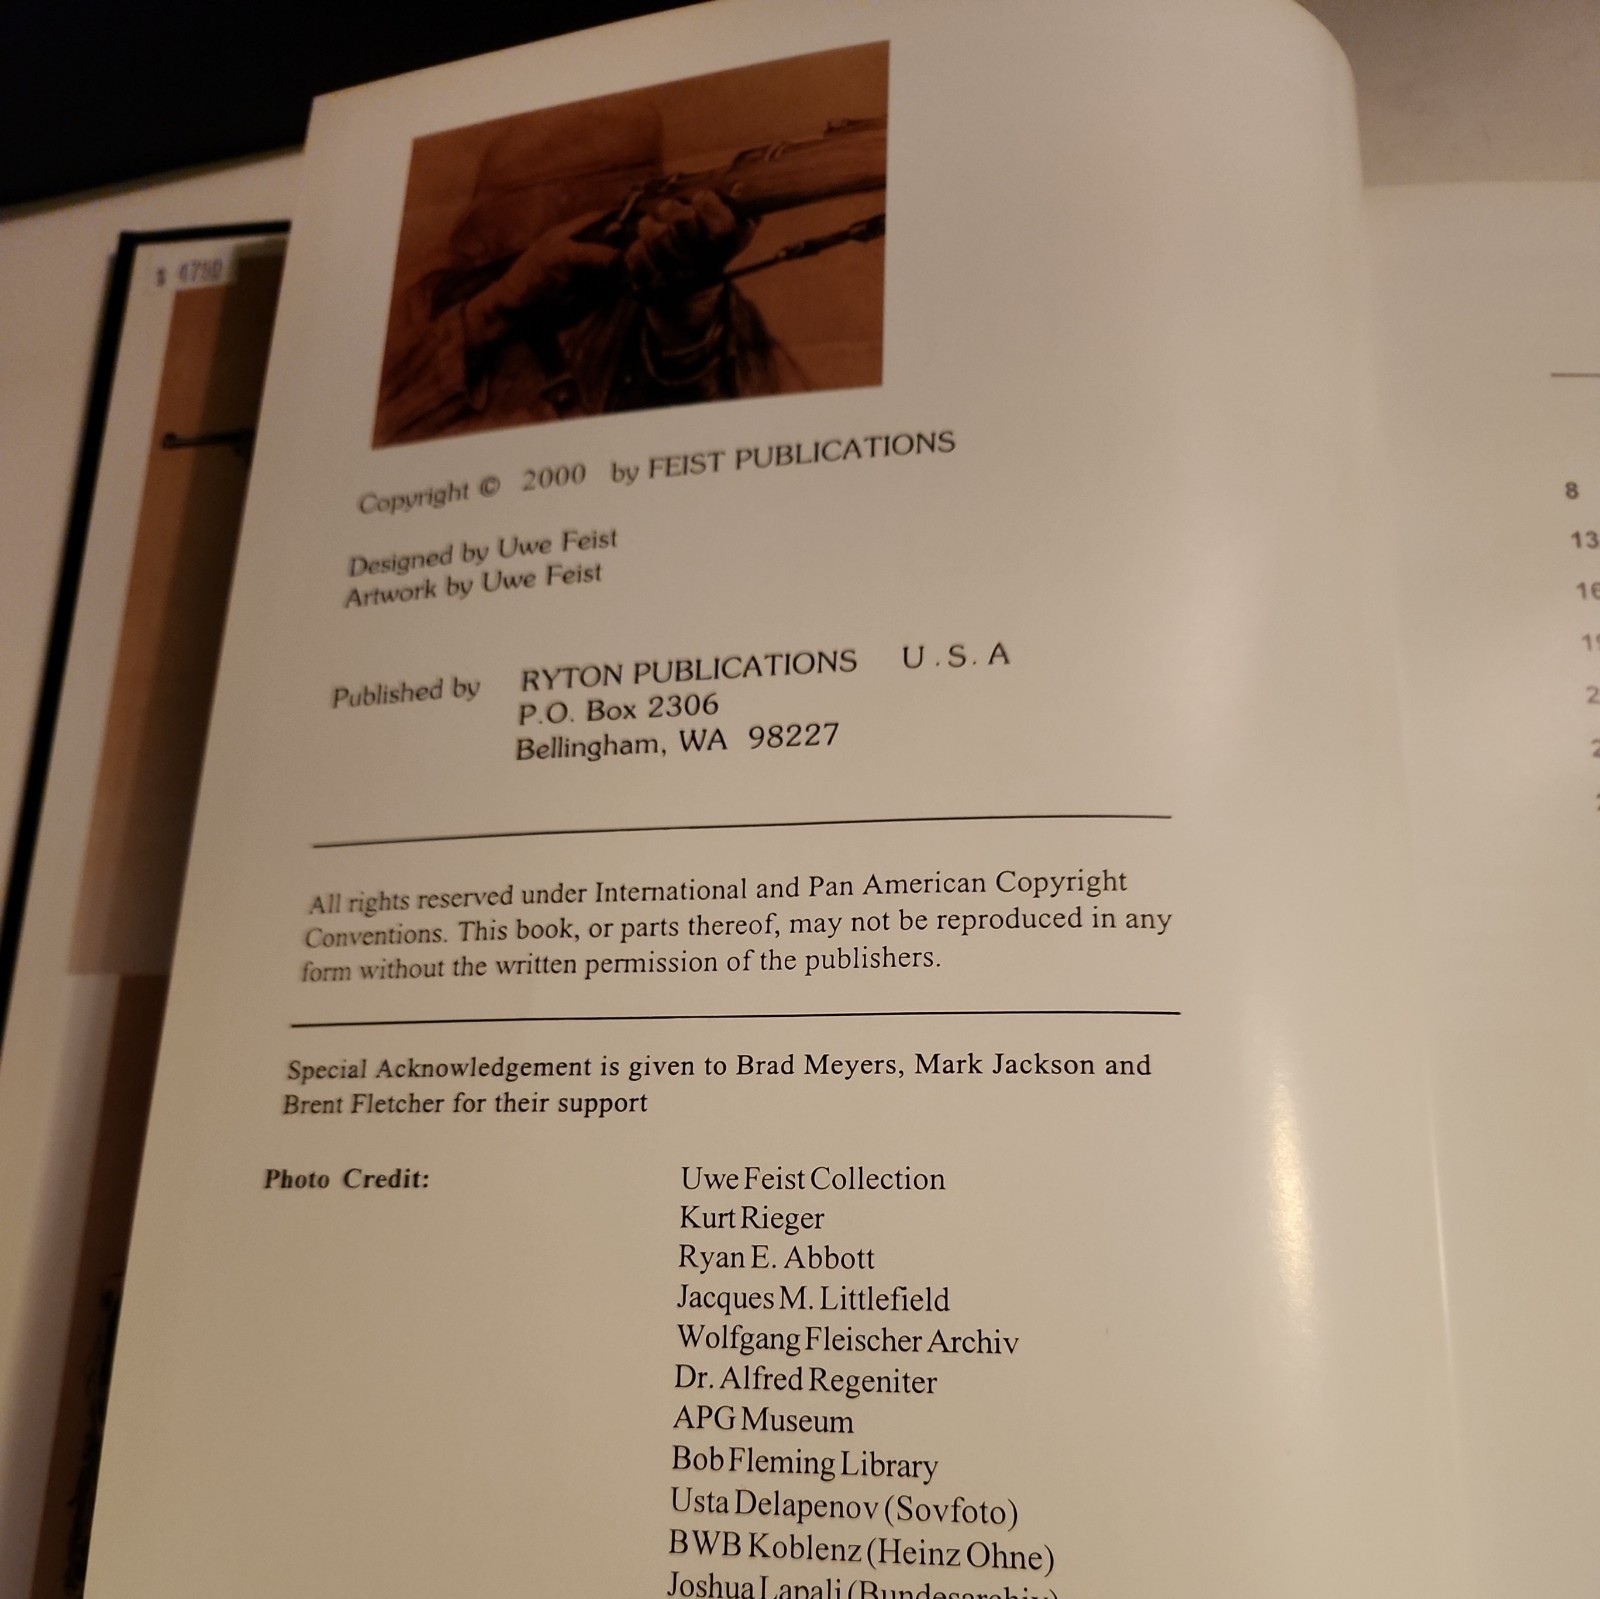 Copyright © 2000 by FEIST PUBLICATIONS
Designed by Uwe Feist
Artwork by Uwe Feist
Published by RYTON PUBLICATIONS U . S . A
P.O. Box 2306
Bellingham, WA 98227
All rights reserved under International and Pan American Copyright
Conventions. This book, or parts thereof, may not be reproduced in any
form without the written permission of the publishers.
Special Acknowledgement is given to Brad Meyers, Mark Jackson and
Brent Fletcher for their support
Photo Credit: Uwe Feist Collection
Kurt Rieger
Ryan E. Abbott
Jacques M. Littlefield
Wolfgang Fleischer Archiv
Dr. Alfred Regeniter
APG Museum
Bob Fleming Library
Usta Delapenov (Sovfoto)
BWB Koblenz (Heinz Ohne)
Joshua Lapali (Bundesarchiv)
8
13